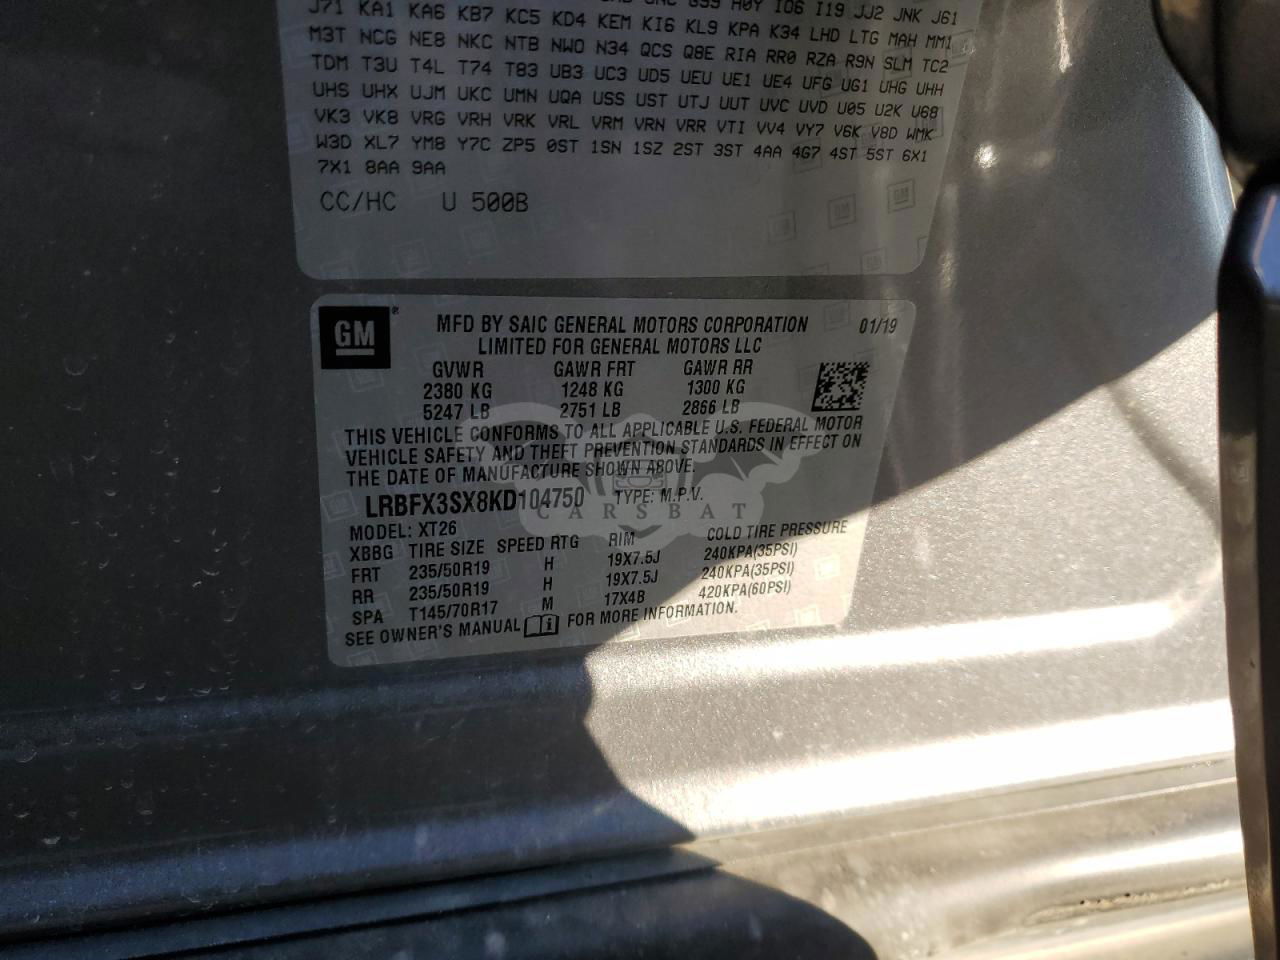 G99 H0Y IO6 I19 JJ2 JNK J61
J71 KA1 KA6 KB7 KC5 KD4 KEM KI6 KL9 KPA K34 LHD LTG MAH MM1
M3T NCG NE8 NKC NTB NWO N34 QCS Q8E RIA RR0 RZA R9N SLM TC2
TDM T3U T4L T74 T83 UB3 UC3 UD5 UEU UE1 UE4 UFG UG1 UHG UHH
UHS UHX UJM UKC UMN UQA USS UST UTJ UUT UVC UVD U05 U2K U68
VK3 VK8 VRG VRH VRK VRL VRM VRN VRR VTI VV4 VY7 V6K V8D WMK
W3D XL7 YM8 Y7C ZP5 0ST 1SN 1SZ 2ST 3ST 4AA 4G7 4ST 5ST 6X1
7X1 8AA 9AA
CC/HC U 500B
GM
MFD BY SAIC GENERAL MOTORS CORPORATION 01/19
LIMITED FOR GENERAL MOTORS LLC
GVWR GAWR FRT GAWR RR
2380 KG 1248 KG 1300 KG
5247 LB 2751 LB 2866 LB
THIS VEHICLE CONFORMS TO ALL APPLICABLE U.S. FEDERAL MOTOR
VEHICLE SAFETY AND THEFT PREVENTION STANDARDS IN EFFECT ON
THE DATE OF MANUFACTURE SHOWN ABOVE.
LRBFX3SX8KD104750 TYPE: M.P.V.
CARSBAT
MODEL: XT26
XBBG TIRE SIZE SPEED RTG RIM COLD TIRE PRESSURE
FRT 235/50R19 H 19X7.5J 240KPA(35PSI)
RR 235/50R19 H 19X7.5J 240KPA(35PSI)
SPA T145/70R17 M 17X4B 420KPA(60PSI)
SEE OWNER'S MANUAL FOR MORE INFORMATION.